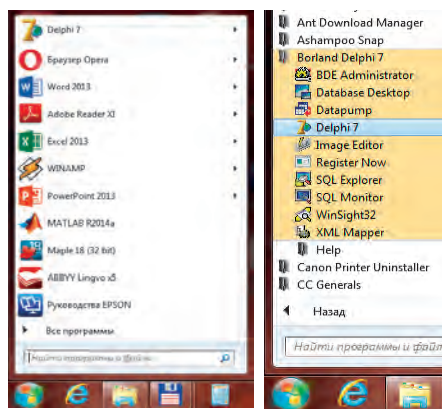 Delphi 7
Браузер Opera
Word 2013
Adobe Reader XI
Excel 2013
WINAMP
PowerPoint 2013
MATLAB R2014a
Maple 18 (32 bit)
ABBYY Lingvo x5
Руководства EPSON
Все программы
Найти программы и файлы
Ant Download Manager
Ashampoo Snap
Borland Delphi 7
BDE Administrator
Database Desktop
Datapump
Delphi 7
Image Editor
Register Now
SQL Explorer
SQL Monitor
WinSight32
XML Mapper
Help
Canon Printer Uninstaller
CC Generals
Назад
Найти программы и файл